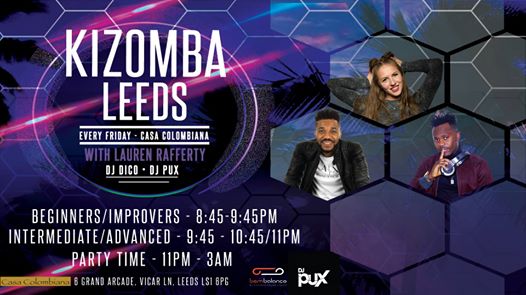 KIZOMBA
LEEDS
EVERY FRIDAY - CASA COLOMBIANA
WITH LAUREN RAFFERTY
DJ DICO • DJ PUX
BEGINNERS/IMPROVERS - 8:45-9:45PM
INTERMEDIATE/ADVANCED - 9:45 - 10:45/11PM
PARTY TIME - 11PM - 3AM
Casa Colombiana 6 GRAND ARCADE, VICAR LN, LEEDS LS1 6PG
bombalanco
DJ PUX